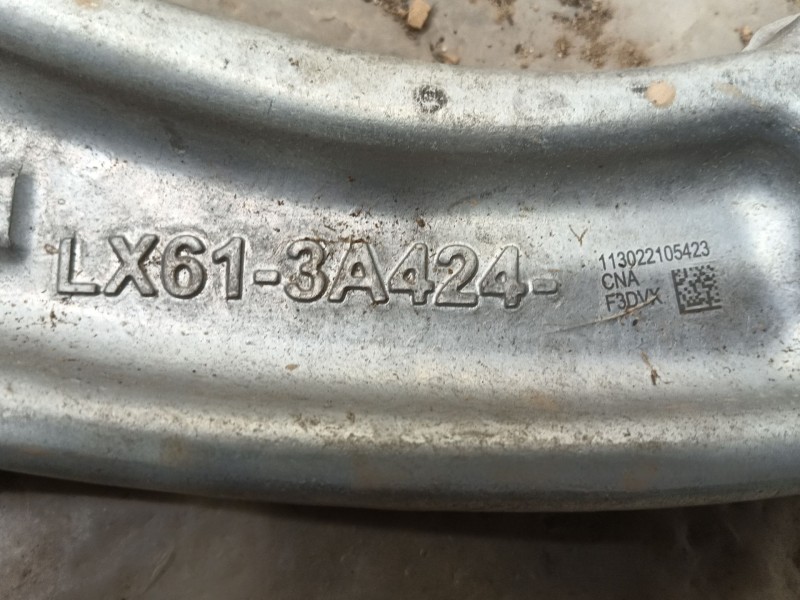 LX61-3A424-
113022105423
CNA
F3DVX